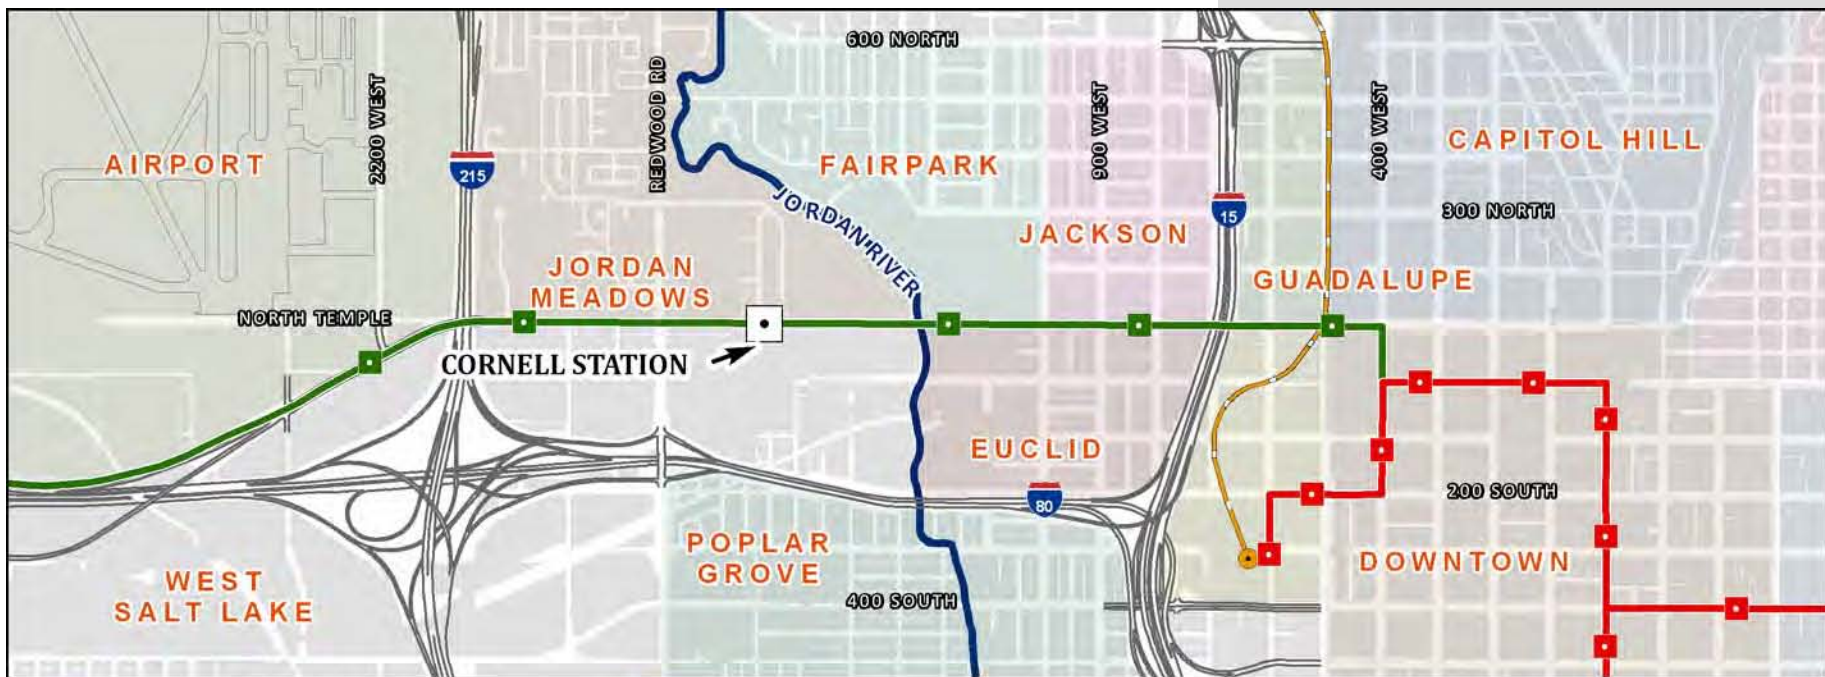 600 NORTH
2200 WEST
REDWOOD RD
900 WEST
400 WEST
CAPITOL HILL
AIRPORT
215
FAIRPARK
15
300 NORTH
JORDAN RIVER
JACKSON
JORDAN
MEADOWS
GUADALUPE
NORTH TEMPLE
CORNELL STATION
EUCLID
80
200 SOUTH
POPLAR
GROVE
DOWNTOWN
WEST
SALT LAKE
400 SOUTH